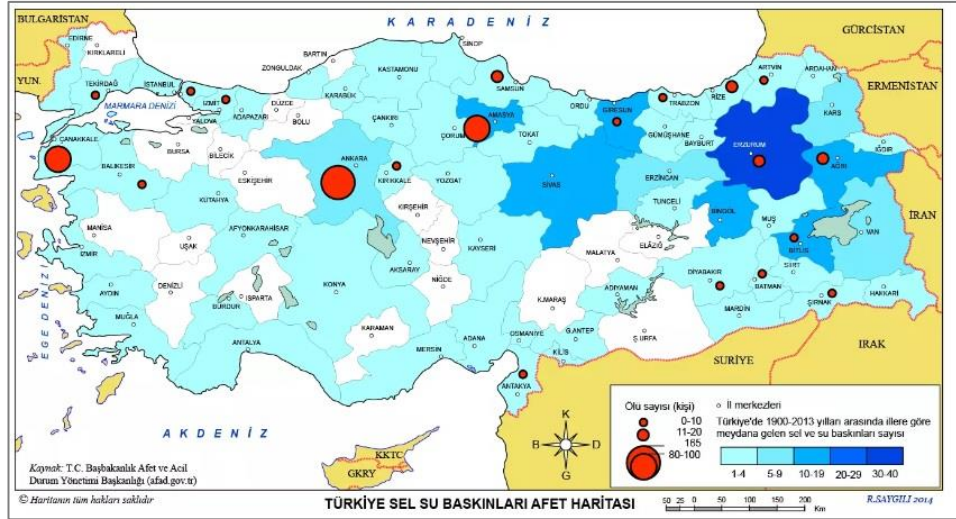 BULGARİSTAN
KARADENİZ
GÜRCİSTAN
EDİRNE
KIRKLARELİ
SİNOP
BARTIN
ZONGULDAK
KASTAMONU
ARTVİN
ARDAHAN
YUN.
TEKİRDAĞ
İSTANBUL
SAMSUN
ERMENİSTAN
İZMİT
KARABÜK
ORDU
GİRESUN
TRABZON
RİZE
KARS
MARMARA DENİZİ
YALOVA
ADAPAZARI
DÜZCE
BOLU
ÇANKIRI
AMASYA
ÇORUM
TOKAT
GÜMÜŞHANE
BAYBURT
ÇANAKKALE
BURSA
BİLECİK
ERZURUM
IĞDIR
BALIKESİR
ESKİŞEHİR
ANKARA
KIRIKKALE
YOZGAT
SİVAS
ERZİNCAN
AĞRI
KÜTAHYA
TUNCELİ
BİNGÖL
MUŞ
İRAN
MANİSA
UŞAK
AFYONKARAHİSAR
KIRŞEHİR
NEVŞEHİR
KAYSERİ
MALATYA
ELAZIĞ
BİTLİS
VAN
İZMİR
AKSARAY
NİĞDE
DİYABAKIR
BATMAN
SİİRT
HAKKARİ
EGE DENİZİ
AYDIN
DENİZLİ
BURDUR
ISPARTA
KONYA
K.MARAŞ
ADIYAMAN
MARDİN
ŞIRNAK
MUĞLA
ANTALYA
KARAMAN
MERSİN
ADANA
OSMANİYE
G.ANTEP
KİLİS
Ş.URFA
SURİYE
IRAK
ANTAKYA
AKDENİZ
KKTC
GKRY
K
B
D
G
Ölü sayısı (kişi)
0-10
11-20
185
80-100
İl merkezleri
Türkiye'de 1900-2013 yılları arasında illere göre
meydana gelen sel ve su baskınları sayısı
1-4
5-9
10-19
20-29
30-40
Kaynak: T.C. Başbakanlık Afet ve Acil
Durum Yönetimi Başkanlığı (afad.gov.tr)
© Haritanın tüm hakları saklıdır
TÜRKİYE SEL SU BASKINLARI AFET HARİTASI
50 25 0 50 100 150 200
Km
R.SAYGILI 2014